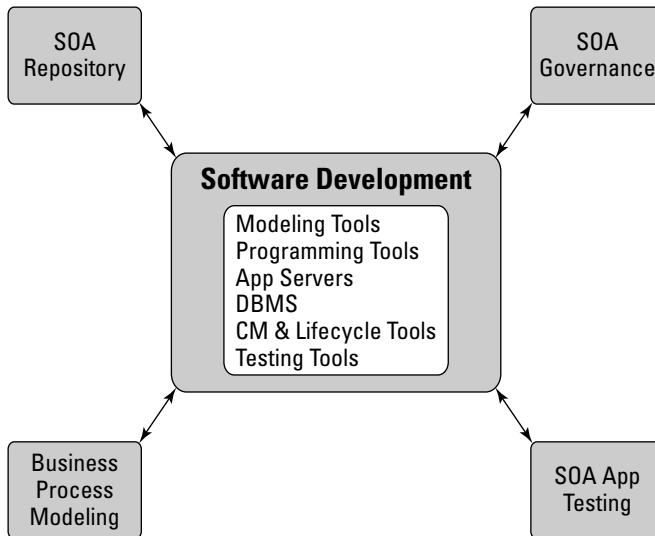 SOA
Repository
SOA
Governance
Software Development
Modeling Tools
Programming Tools
App Servers
DBMS
CM & Lifecycle Tools
Testing Tools
Business
Process
Modeling
SOA App
Testing